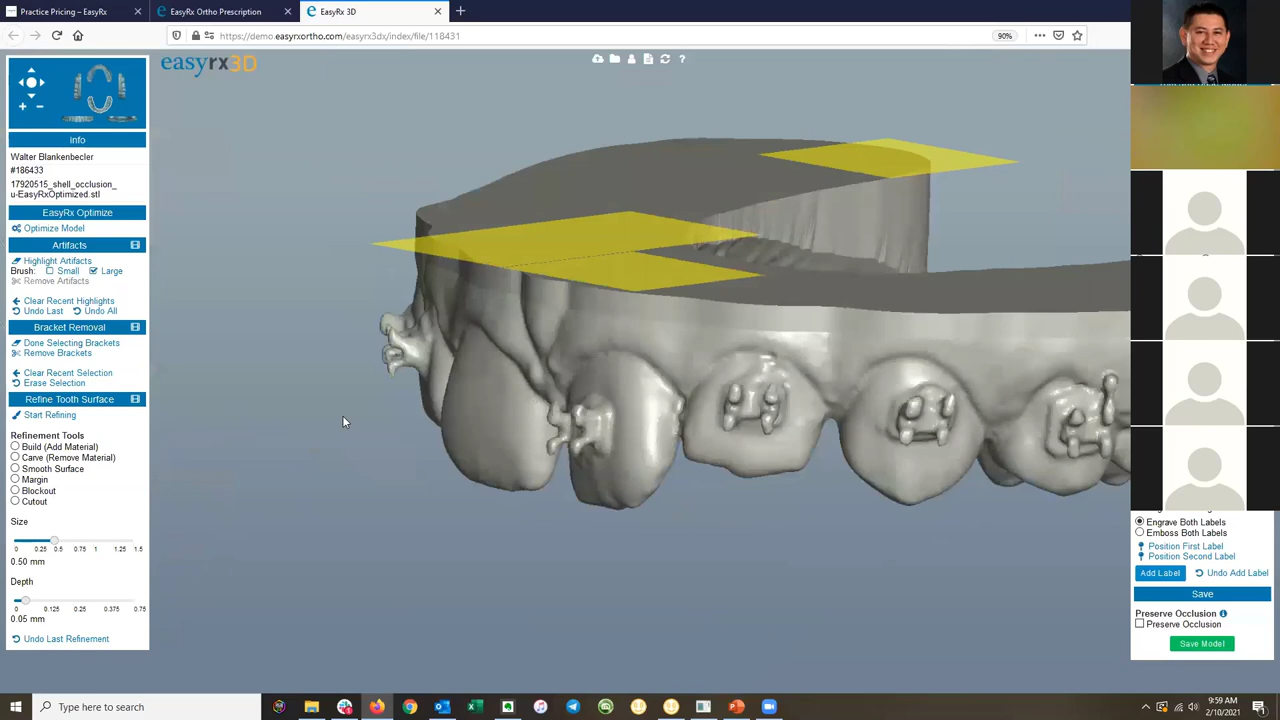 Practice Pricing – EasyRx
EasyRx Ortho Prescription
EasyRx 3D
https://demo.easyrxortho.com/easyrx3dx/index/file/118431
90%
easyrx3D
Info
Walter Blankenbecler
#186433
17920515_shell_occlusion_
u-EasyRxOptimized.stl
EasyRx Optimize
Optimize Model
Artifacts
Highlight Artifacts
Brush: Small Large
Remove Artifacts
Clear Recent Highlights
Undo Last Undo All
Bracket Removal
Done Selecting Brackets
Remove Brackets
Clear Recent Selection
Erase Selection
Refine Tooth Surface
Start Refining
Refinement Tools
Build (Add Material)
Carve (Remove Material)
Smooth Surface
Margin
Blockout
Cutout
Size
0 0.25 0.5 0.75 1 1.25 1.5
0.50 mm
Depth
0 0.125 0.25 0.375 0.75
0.05 mm
Undo Last Refinement
Engrave Both Labels
Emboss Both Labels
Position First Label
Position Second Label
Add Label Undo Add Label
Save
Preserve Occlusion
Preserve Occlusion
Save Model
Type here to search
9:59 AM
2/10/2021